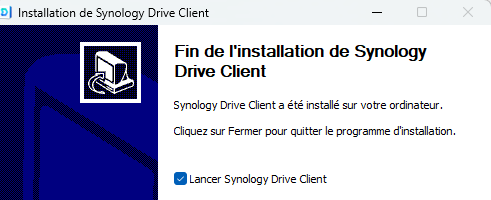 Installation de Synology Drive Client
Fin de l'installation de Synology
Drive Client
Synology Drive Client a été installé sur votre ordinateur.
Cliquez sur Fermer pour quitter le programme d'installation.
Lancer Synology Drive Client